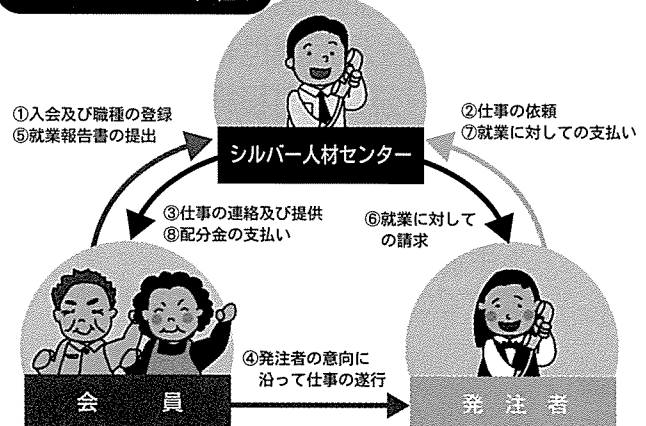 ①入会及び職種の登録
⑤就業報告書の提出
②仕事の依頼
⑦就業に対しての支払い
シルバー人材センター
③仕事の連絡及び提供
⑧配分金の支払い
⑥就業に対して
の請求
④発注者の意向に
沿って仕事の遂行
会員
発注者